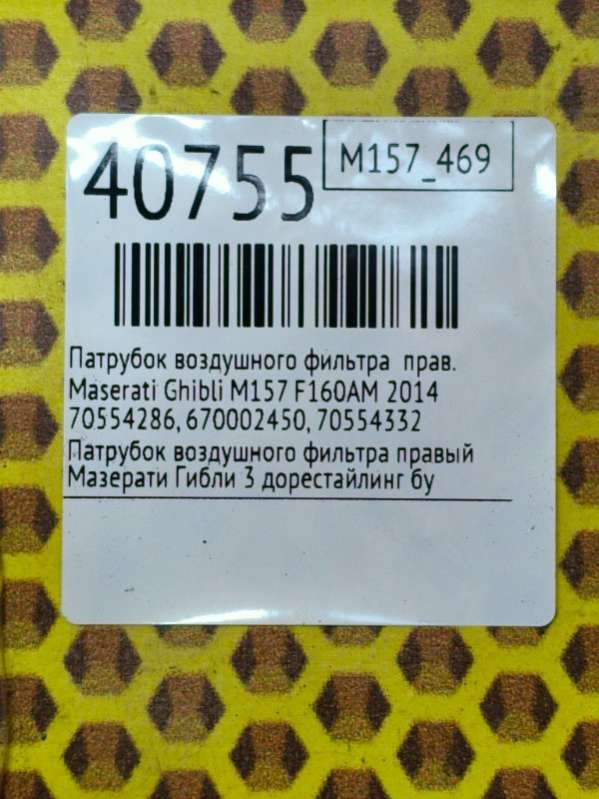 40755
M157_469
Патрубок воздушного фильтра прав.
Maserati Ghibli M157 F160AM 2014
70554286, 670002450, 70554332
Патрубок воздушного фильтра правый
Мазерати Гибли 3 дорестайлинг бу